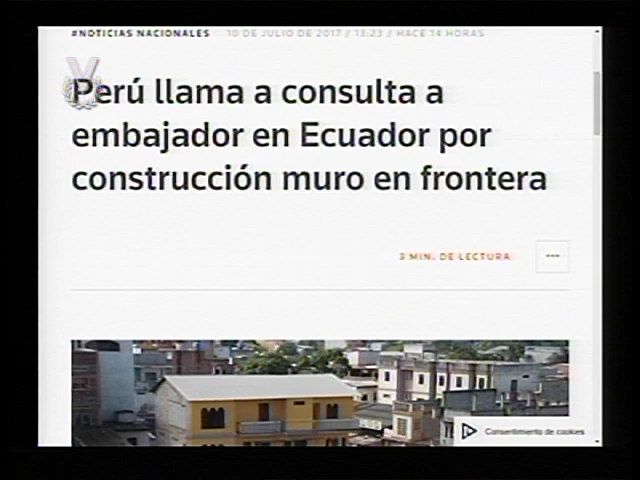 #NOTICIAS NACIONALES 10 DE JULIO DE 2017 / 13:23 / HACE 14 HORAS
Perú llama a consulta a
embajador en Ecuador por
construcción muro en frontera
3 MIN. DE LECTURA
Consentimiento de cookies